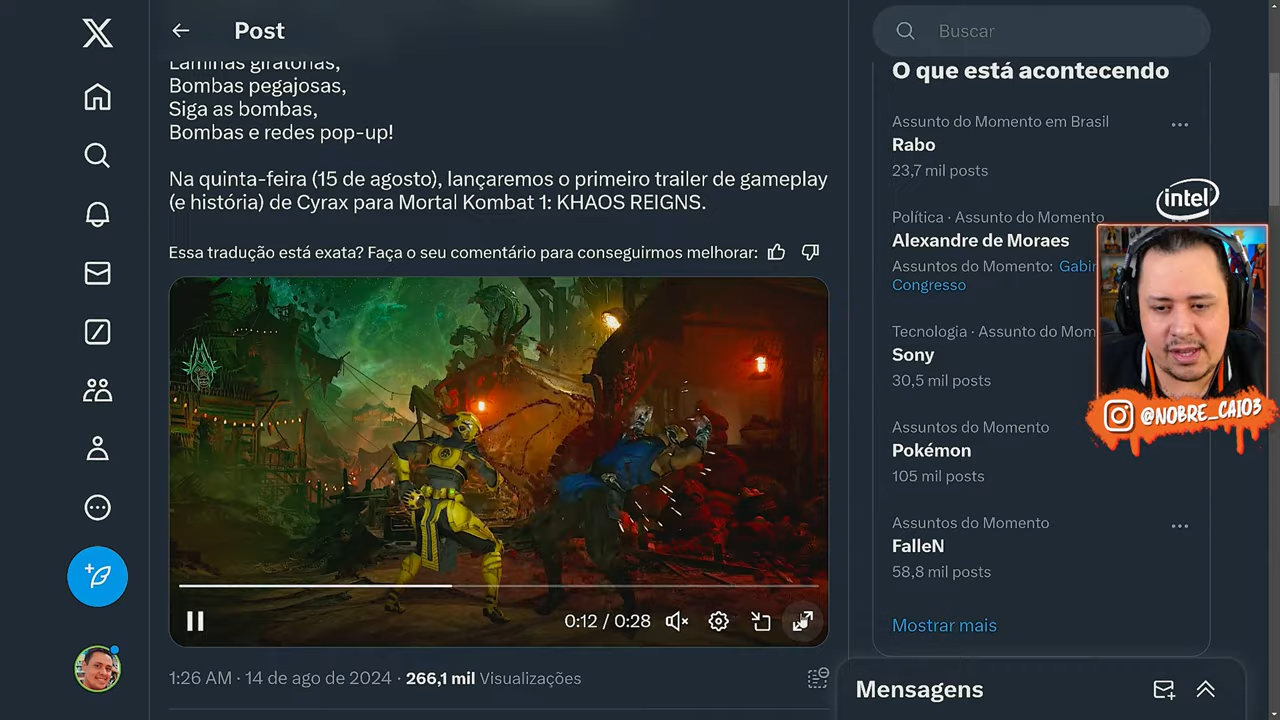 Post
Lâminas giratórias,
Bombas pegajosas,
Siga as bombas,
Bombas e redes pop-up!
Na quinta-feira (15 de agosto), lançaremos o primeiro trailer de gameplay
(e história) de Cyrax para Mortal Kombat 1: KHAOS REIGNS.
Essa tradução está exata? Faça o seu comentário para conseguirmos melhorar:
0:12 / 0:28
1:26 AM · 14 de ago de 2024 · 266,1 mil Visualizações
Buscar
O que está acontecendo
Assunto do Momento em Brasil
Rabo
23,7 mil posts
Política · Assunto do Momento
Alexandre de Moraes
Assuntos do Momento: Gabin
Congresso
Tecnologia · Assunto do Mom
Sony
30,5 mil posts
Assuntos do Momento
Pokémon
105 mil posts
Assuntos do Momento
FalleN
58,8 mil posts
Mostrar mais
Mensagens
intel
@NOBRE_CAIO3